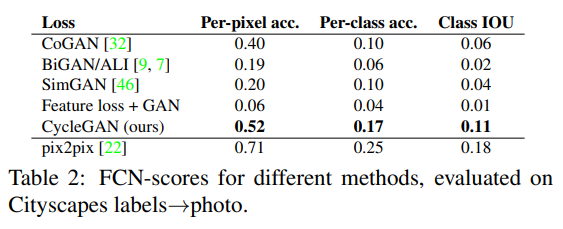 Loss Per-pixel acc. Per-class acc. Class IOU
CoGAN [32] 0.40 0.10 0.06
BiGAN/ALI [9, 7] 0.19 0.06 0.02
SimGAN [46] 0.20 0.10 0.04
Feature loss + GAN 0.06 0.04 0.01
CycleGAN (ours) 0.52 0.17 0.11
pix2pix [22] 0.71 0.25 0.18
Table 2: FCN-scores for different methods, evaluated on
Cityscapes labels→photo.